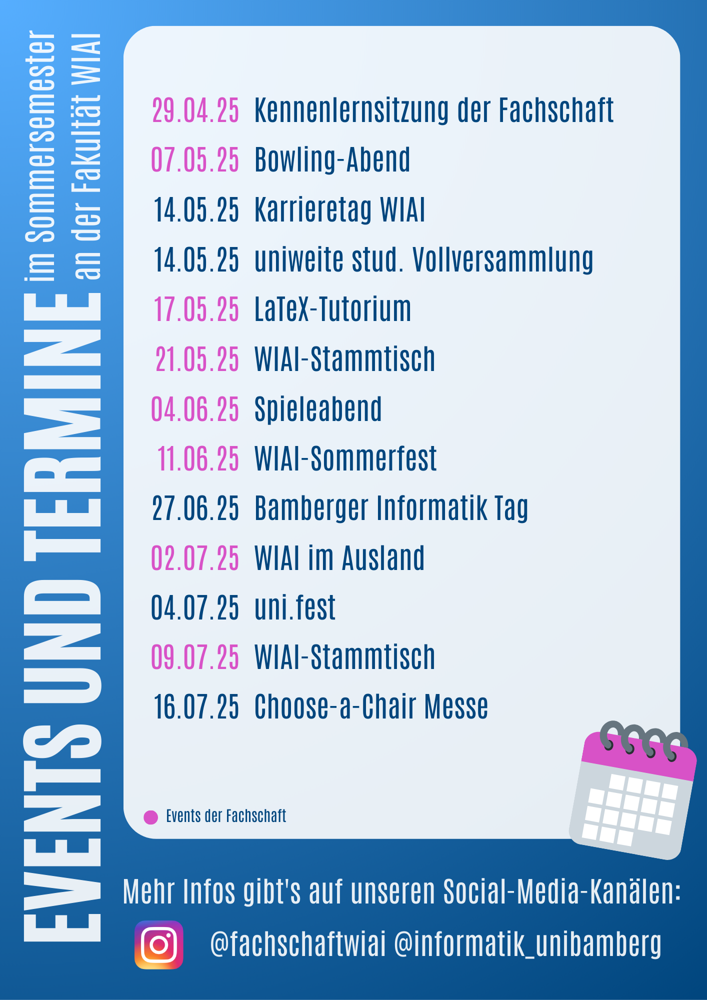 EVENTS UND TERMINE
im Sommersemester
an der Fakultät WIAI
29.04.25 Kennenlernsitzung der Fachschaft
07.05.25 Bowling-Abend
14.05.25 Karrieretag WIAI
14.05.25 uniweite stud. Vollversammlung
17.05.25 LaTeX-Tutorium
21.05.25 WIAI-Stammtisch
04.06.25 Spieleabend
11.06.25 WIAI-Sommerfest
27.06.25 Bamberger Informatik Tag
02.07.25 WIAI im Ausland
04.07.25 uni.fest
09.07.25 WIAI-Stammtisch
16.07.25 Choose-a-Chair Messe
Events der Fachschaft
Mehr Infos gibt's auf unseren Social-Media-Kanälen:
@fachschaftwiai @informatik_unibamberg